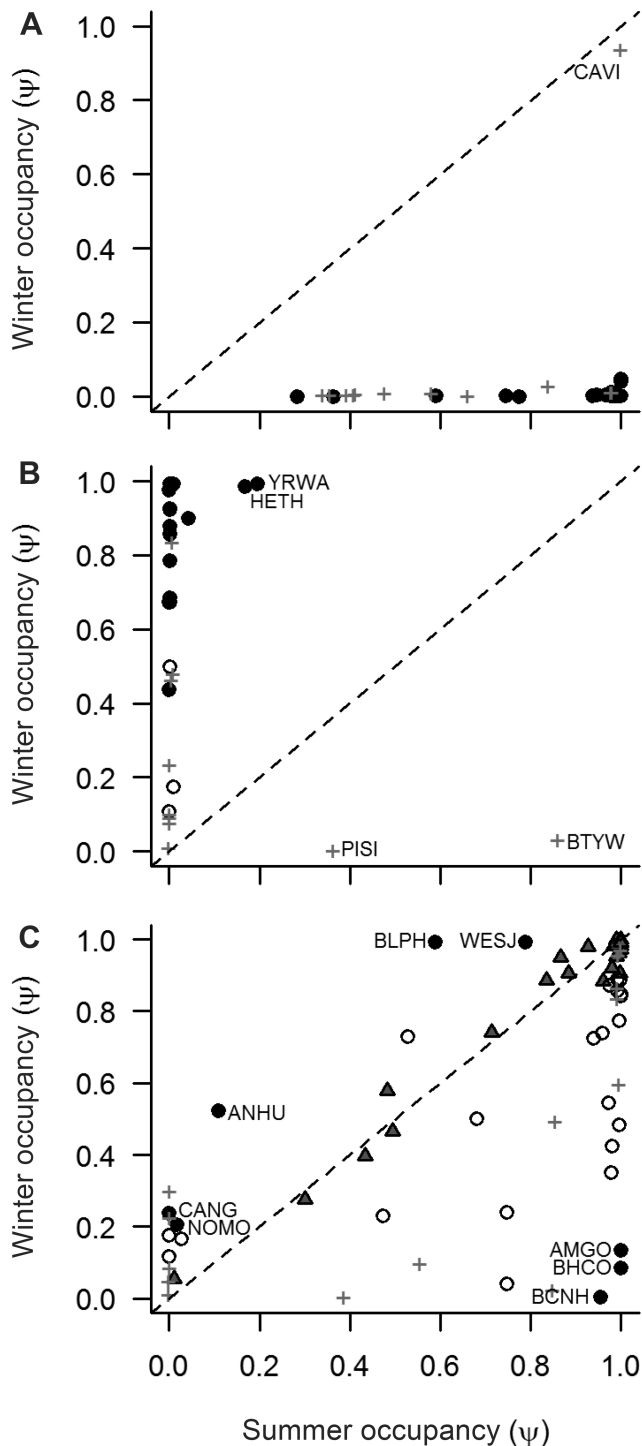 A
1.0
0.8
0.6
0.4
0.2
0.0
Winter occupancy (ψ)
CAVI
B
1.0
0.8
0.6
0.4
0.2
0.0
Winter occupancy (ψ)
YRWA
HETH
PISI
BTYW
C
1.0
0.8
0.6
0.4
0.2
0.0
Winter occupancy (ψ)
BLPH
WESJ
ANHU
CANG
NOMO
AMGO
BHCO
BCNH
0.0 0.2 0.4 0.6 0.8 1.0
Summer occupancy (ψ)